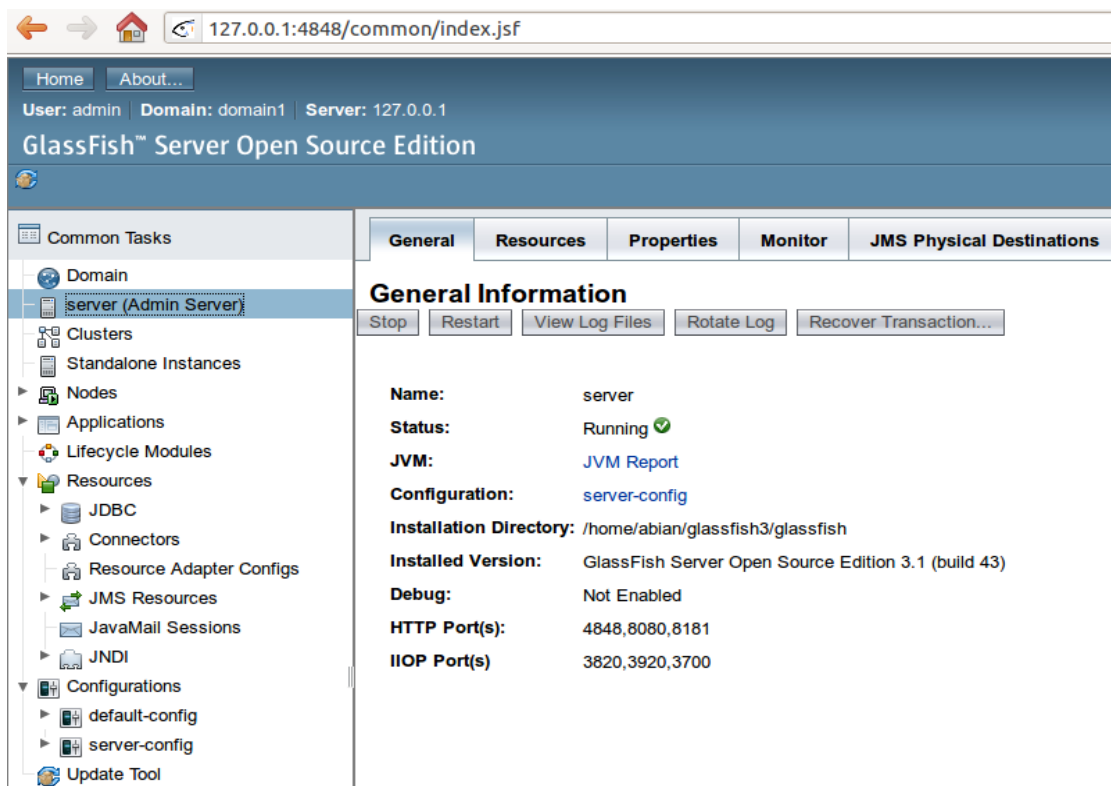 127.0.0.1:4848/common/index.jsf
Home About...
User: admin Domain: domain1 Server: 127.0.0.1
GlassFish™ Server Open Source Edition
Common Tasks
Domain
server (Admin Server)
Clusters
Standalone Instances
Nodes
Applications
Lifecycle Modules
Resources
JDBC
Connectors
Resource Adapter Configs
JMS Resources
JavaMail Sessions
JNDI
Configurations
default-config
server-config
Update Tool
General Resources Properties Monitor JMS Physical Destinations
General Information
Stop Restart View Log Files Rotate Log Recover Transaction...
Name: server
Status: Running
JVM: JVM Report
Configuration: server-config
Installation Directory: /home/abian/glassfish3/glassfish
Installed Version: GlassFish Server Open Source Edition 3.1 (build 43)
Debug: Not Enabled
HTTP Port(s): 4848,8080,8181
IIOP Port(s) 3820,3920,3700